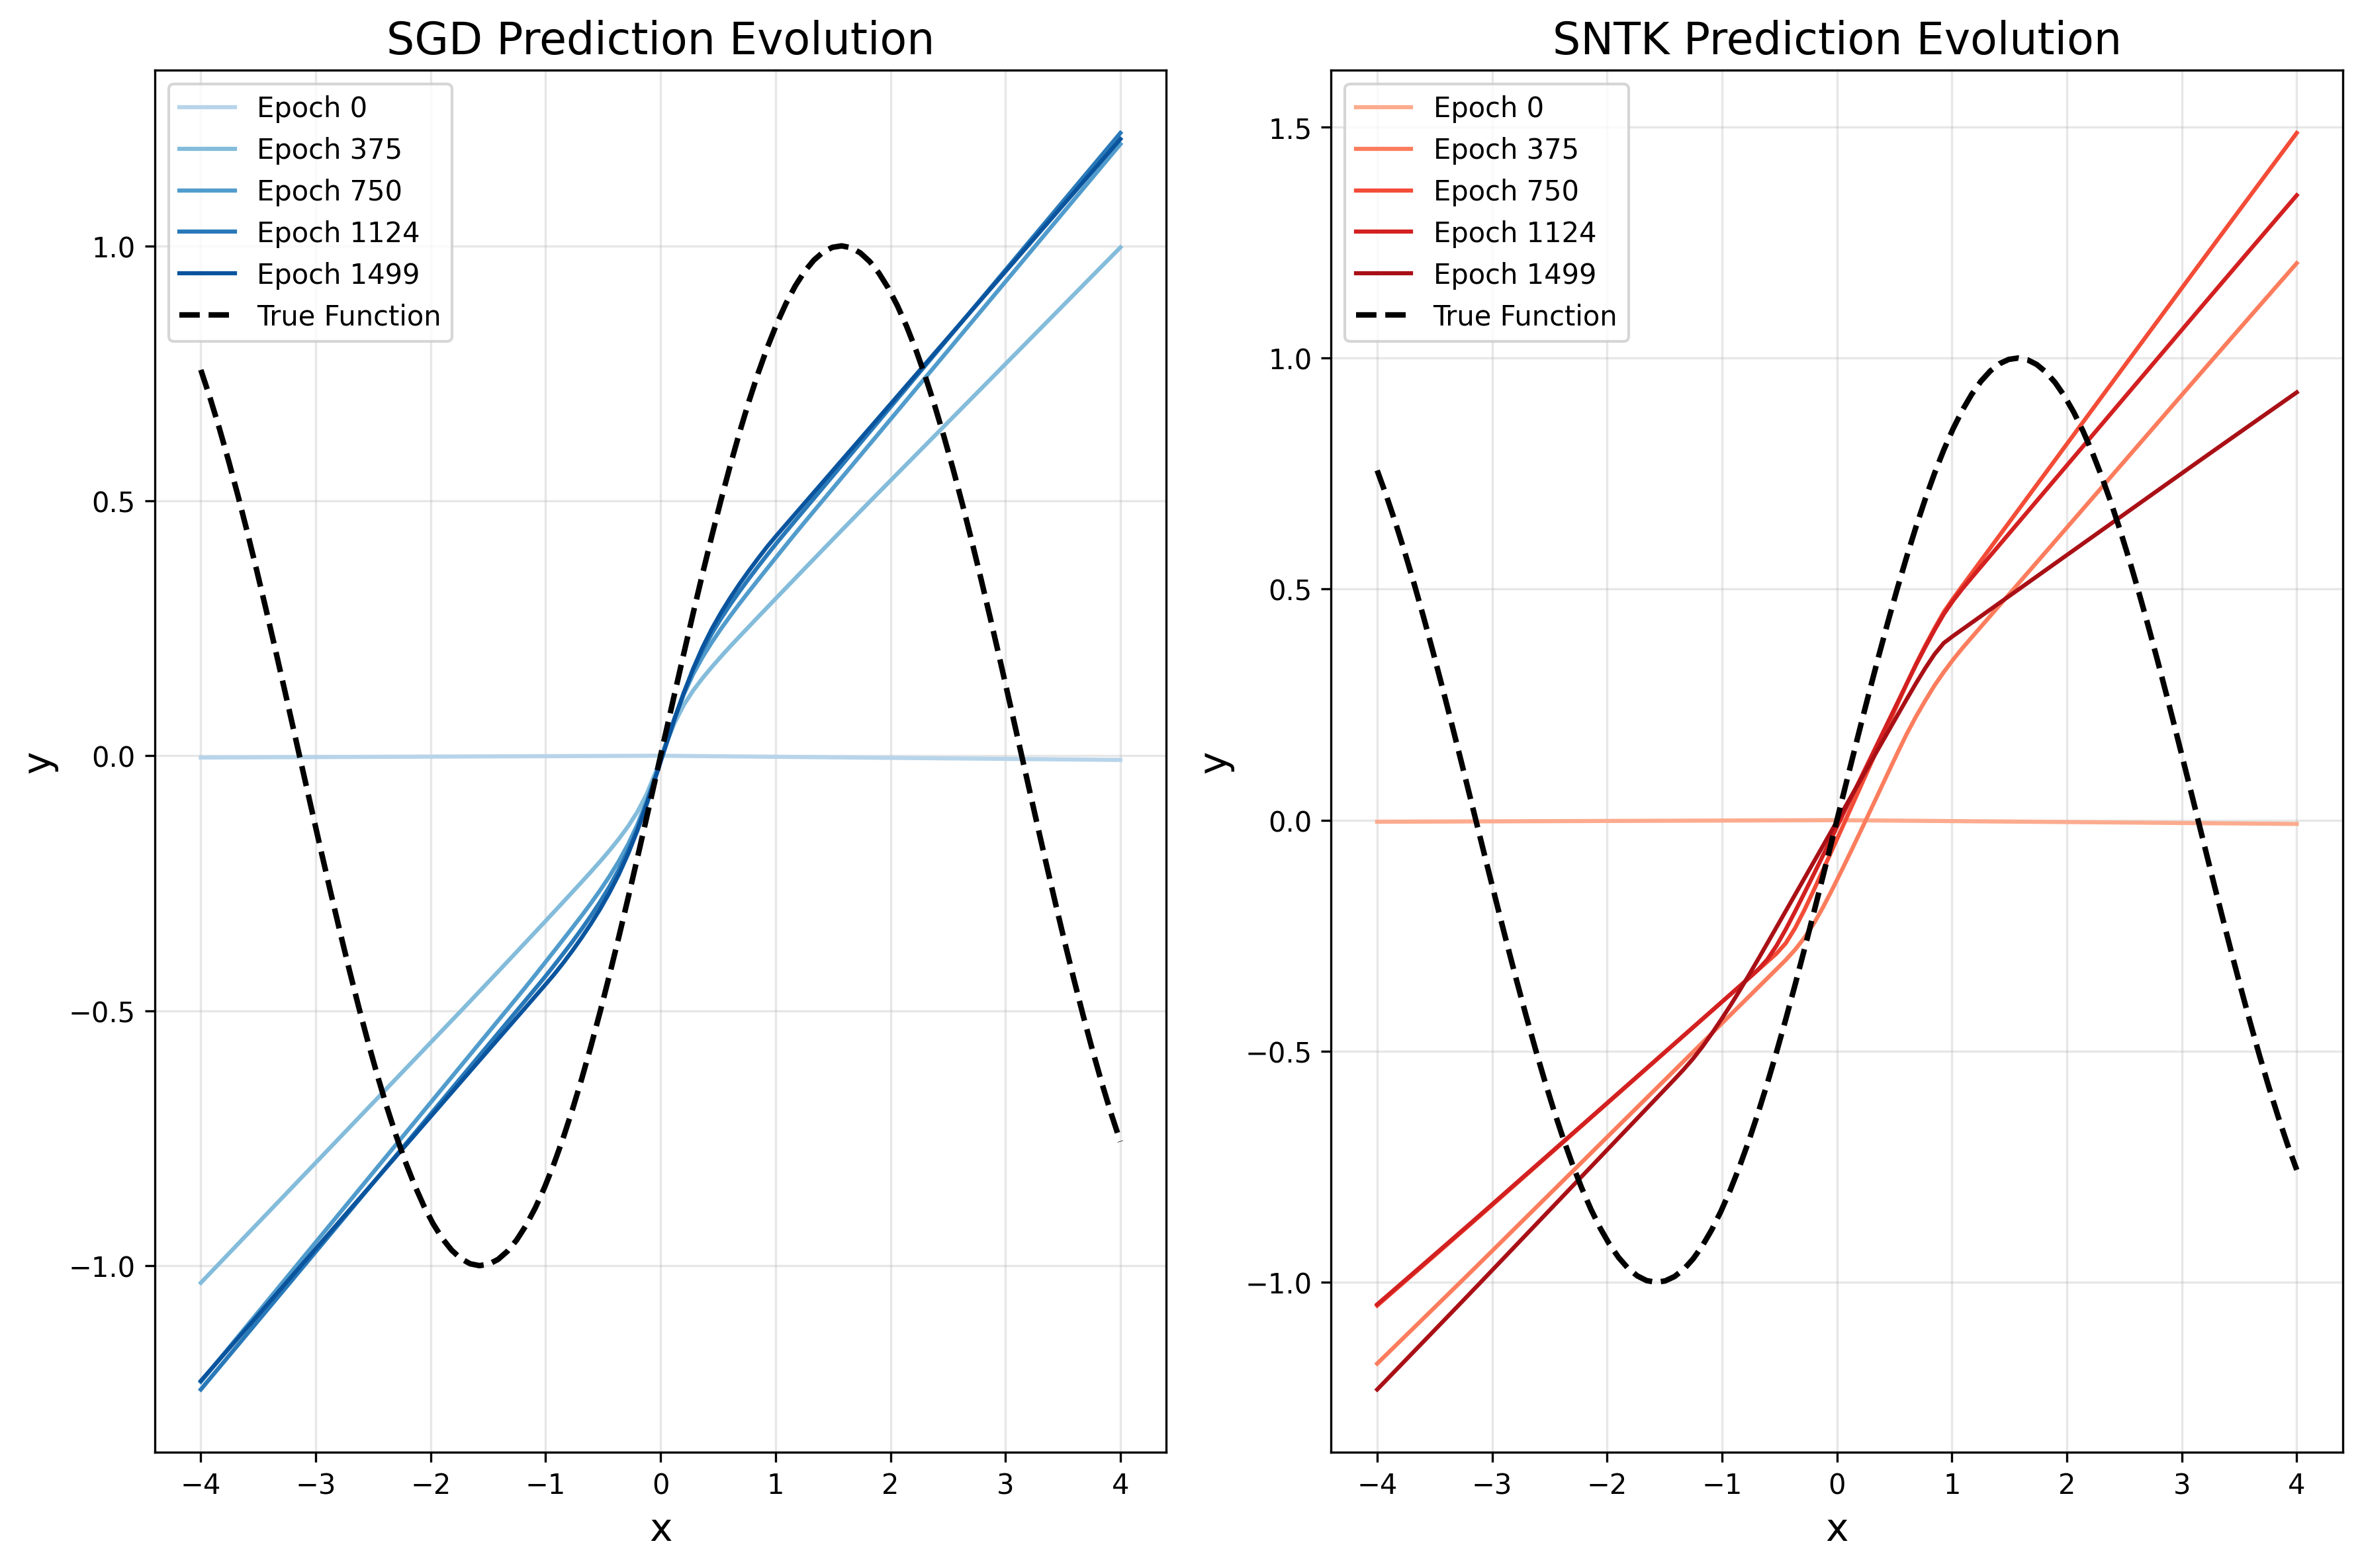 SGD Prediction Evolution
Epoch 0
Epoch 375
Epoch 750
Epoch 1124
Epoch 1499
True Function
1.0
0.5
0.0
−0.5
−1.0
y
−4 −3 −2 −1 0 1 2 3 4
x
SNTK Prediction Evolution
Epoch 0
Epoch 375
Epoch 750
Epoch 1124
Epoch 1499
True Function
1.5
1.0
0.5
0.0
−0.5
−1.0
y
−4 −3 −2 −1 0 1 2 3 4
x